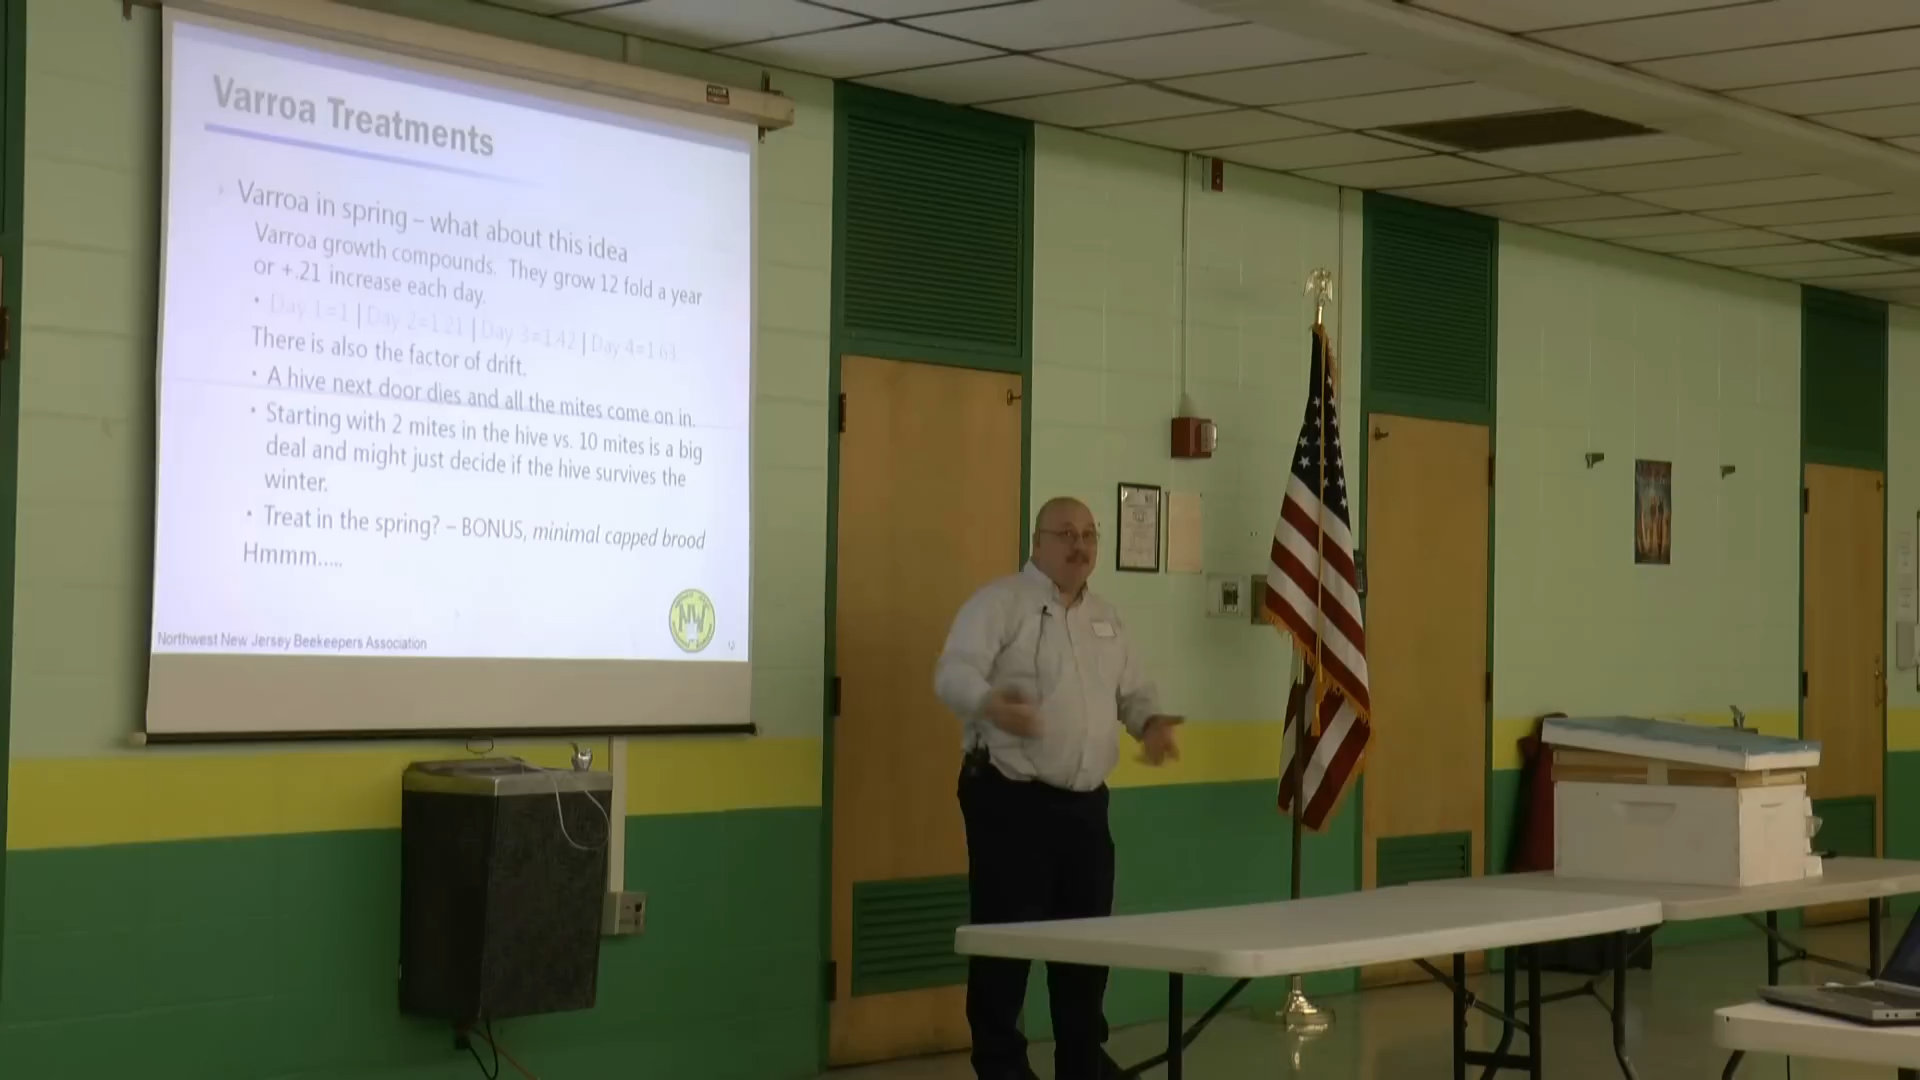 Varroa Treatments
Varroa in spring – what about this idea
Varroa growth compounds. They grow 12 fold a year
or +.21 increase each day.
• Day 1=1 | Day 2=1.21 | Day 3=1.42 | Day 4=1.63
There is also the factor of drift.
• A hive next door dies and all the mites come on in.
• Starting with 2 mites in the hive vs. 10 mites is a big
deal and might just decide if the hive survives the
winter.
• Treat in the spring? – BONUS, minimal capped brood
Hmmm.....
NW
Northwest New Jersey Beekeepers Association
12